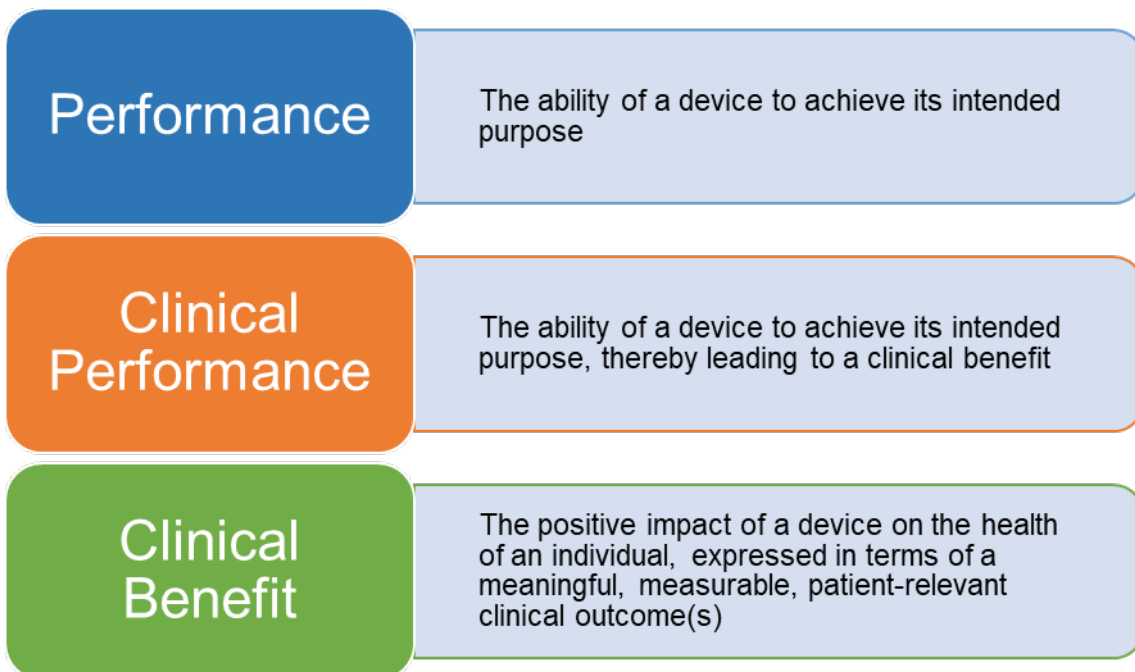 Performance
The ability of a device to achieve its intended
purpose
Clinical
Performance
The ability of a device to achieve its intended
purpose, thereby leading to a clinical benefit
Clinical
Benefit
The positive impact of a device on the health
of an individual, expressed in terms of a
meaningful, measurable, patient-relevant
clinical outcome(s)